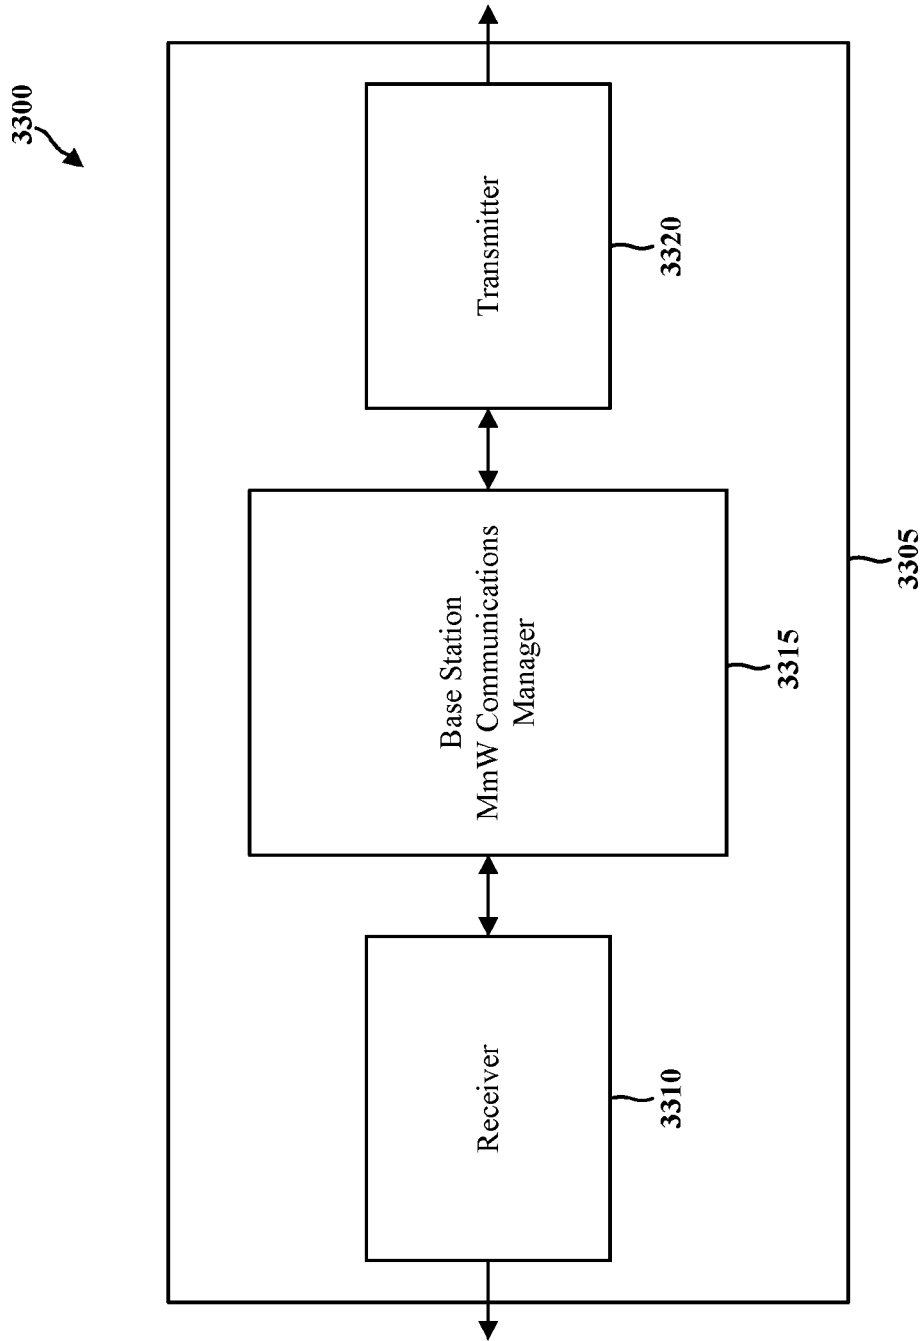 3300
Receiver
3310
Base Station
MmW Communications
Manager
3315
Transmitter
3320
3305